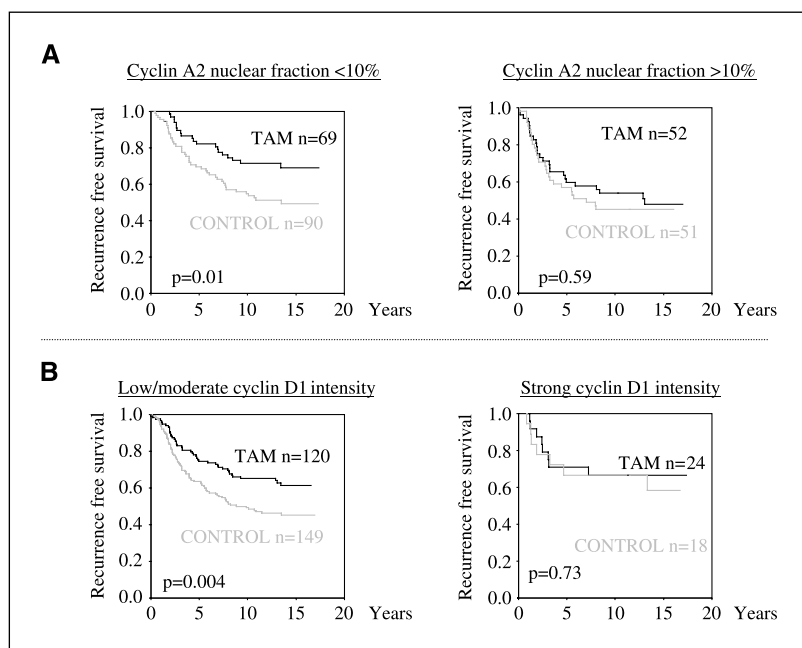 A
Cyclin A2 nuclear fraction <10%
Recurrence free survival
1.0
0.8
0.6
0.4
0.2
0.0
TAM n=69
CONTROL n=90
p=0.01
0 5 10 15 20 Years
Cyclin A2 nuclear fraction >10%
Recurrence free survival
1.0
0.8
0.6
0.4
0.2
0.0
TAM n=52
CONTROL n=51
p=0.59
0 5 10 15 20 Years
B
Low/moderate cyclin D1 intensity
Recurrence free survival
1.0
0.8
0.6
0.4
0.2
0.0
TAM n=120
CONTROL n=149
p=0.004
0 5 10 15 20 Years
Strong cyclin D1 intensity
Recurrence free survival
1.0
0.8
0.6
0.4
0.2
0.0
TAM n=24
CONTROL n=18
p=0.73
0 5 10 15 20 Years